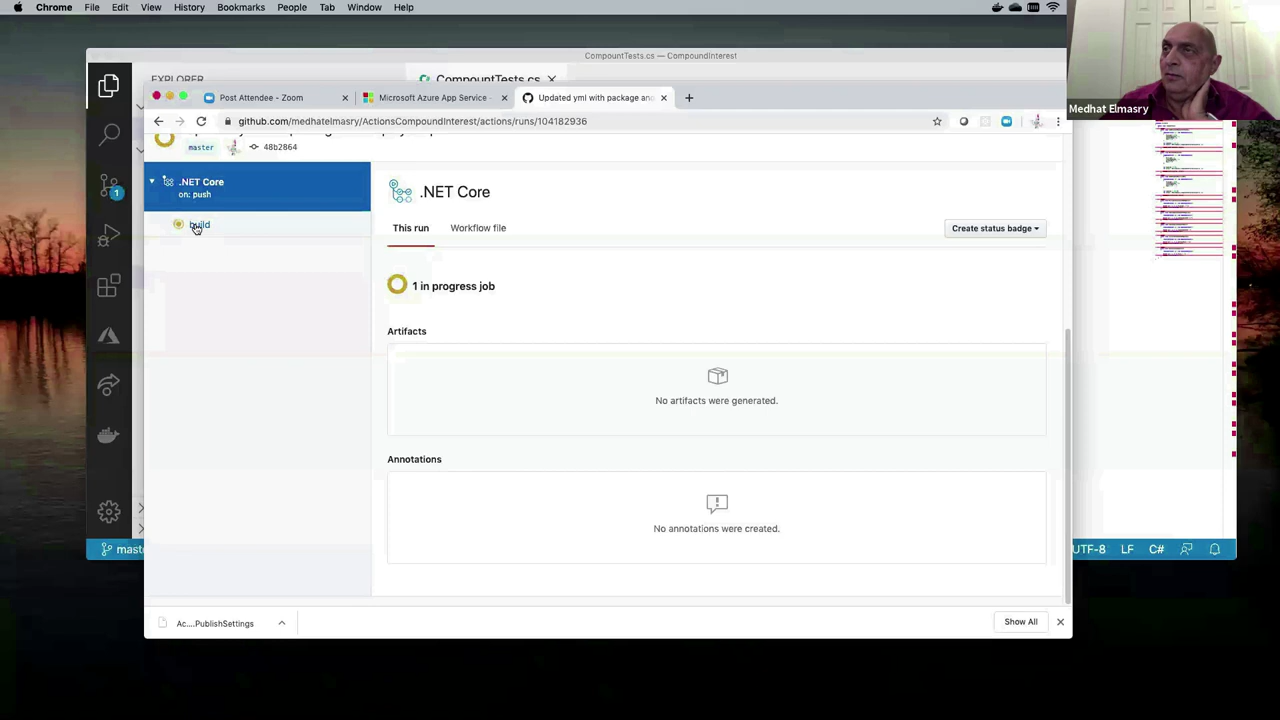 Chrome File Edit View History Bookmarks People Tab Window Help
CompountTests.cs — CompoundInterest
EXPLORER CompountTests.cs
Post Attendee - Zoom
Microsoft Azure App Service -
Updated yml with package and
Medhat Elmasry
github.com/medhatelmasry/ActionsCompoundInterest/actions/runs/104182936
master 48b2864
.NET Core
on: push
build
.NET Core
This run Workflow file
Create status badge
1 in progress job
Artifacts
No artifacts were generated.
Annotations
No annotations were created.
1
master
UTF-8 LF C#
Ac....PublishSettings
Show All